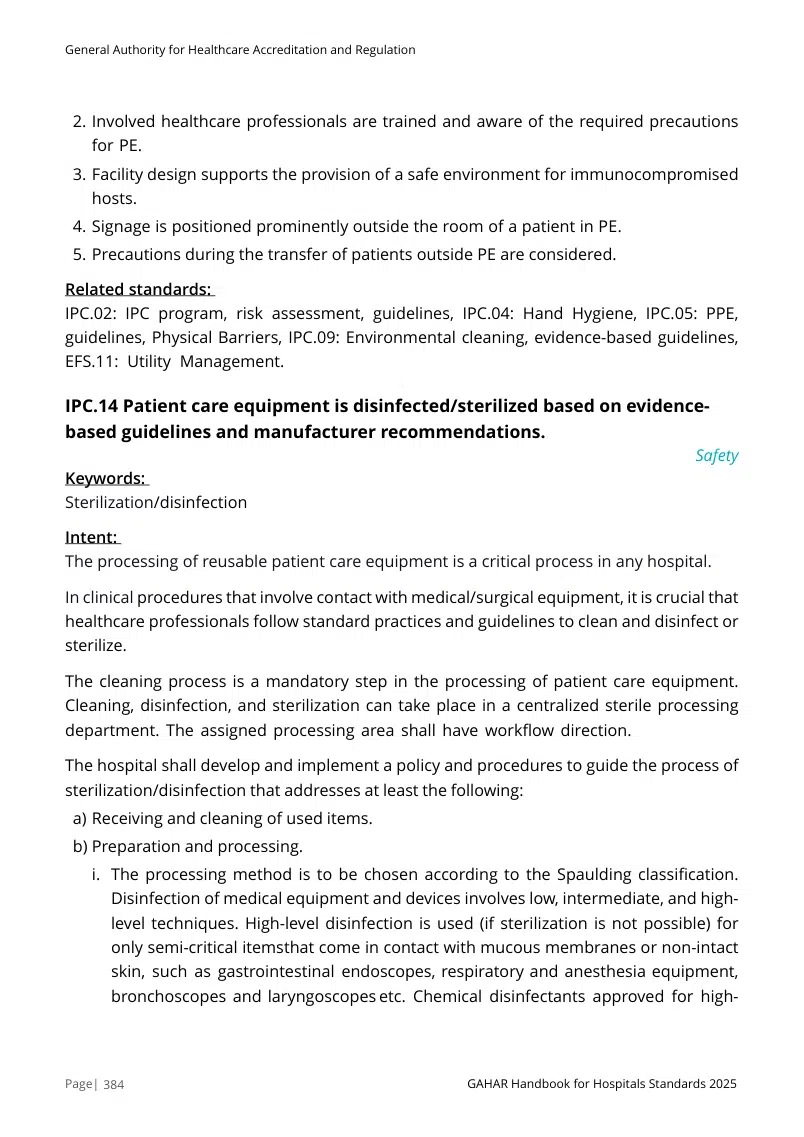 General Authority for Healthcare Accreditation and Regulation
2. Involved healthcare professionals are trained and aware of the required precautions
for PE.
3. Facility design supports the provision of a safe environment for immunocompromised
hosts.
4. Signage is positioned prominently outside the room of a patient in PE.
5. Precautions during the transfer of patients outside PE are considered.
Related standards:
IPC.02: IPC program, risk assessment, guidelines, IPC.04: Hand Hygiene, IPC.05: PPE,
guidelines, Physical Barriers, IPC.09: Environmental cleaning, evidence-based guidelines,
EFS.11: Utility Management.
IPC.14 Patient care equipment is disinfected/sterilized based on evidence-
based guidelines and manufacturer recommendations.
Safety
Keywords:
Sterilization/disinfection
Intent:
The processing of reusable patient care equipment is a critical process in any hospital.
In clinical procedures that involve contact with medical/surgical equipment, it is crucial that
healthcare professionals follow standard practices and guidelines to clean and disinfect or
sterilize.
The cleaning process is a mandatory step in the processing of patient care equipment.
Cleaning, disinfection, and sterilization can take place in a centralized sterile processing
department. The assigned processing area shall have workflow direction.
The hospital shall develop and implement a policy and procedures to guide the process of
sterilization/disinfection that addresses at least the following:
a) Receiving and cleaning of used items.
b) Preparation and processing.
i. The processing method is to be chosen according to the Spaulding classification.
Disinfection of medical equipment and devices involves low, intermediate, and high-
level techniques. High-level disinfection is used (if sterilization is not possible) for
only semi-critical itemsthat come in contact with mucous membranes or non-intact
skin, such as gastrointestinal endoscopes, respiratory and anesthesia equipment,
bronchoscopes and laryngoscopes etc. Chemical disinfectants approved for high-
Page| 384
GAHAR Handbook for Hospitals Standards 2025